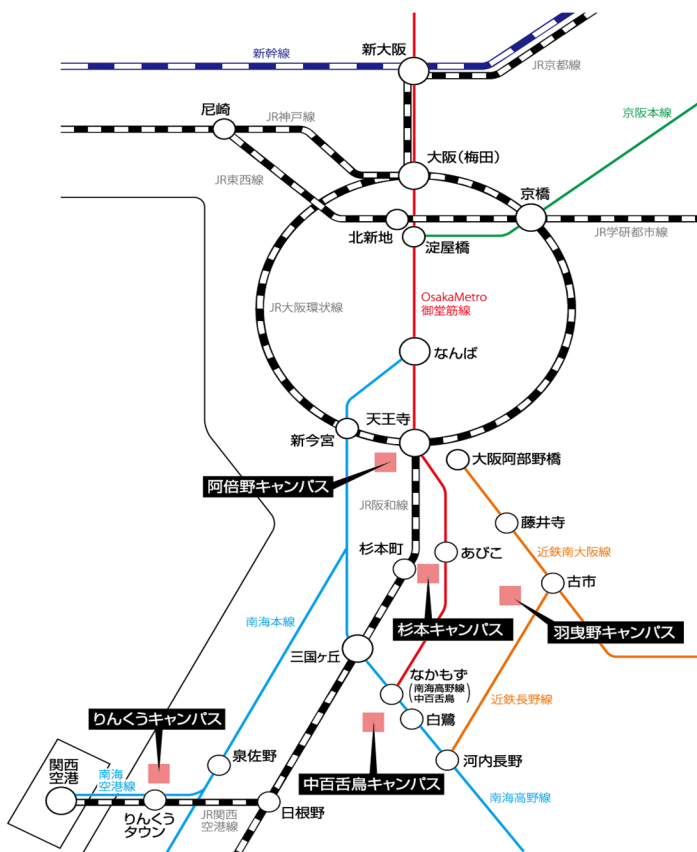 新大阪
新幹線
JR京都線
尼崎
JR神戸線
京阪本線
大阪(梅田)
JR東西線
京橋
北新地
淀屋橋
JR学研都市線
JR大阪環状線
OsakaMetro
御堂筋線
なんば
天王寺
新今宮
大阪阿部野橋
阿倍野キャンパス
JR阪和線
藤井寺
杉本町
あびこ
近鉄南大阪線
古市
南海本線
杉本キャンパス
羽曳野キャンパス
三国ヶ丘
なかもず
(南海高野線
中百舌鳥)
近鉄長野線
りんくうキャンパス
白鷺
泉佐野
河内長野
関西
空港
南海
空港線
中百舌鳥キャンパス
南海高野線
りんくう
タウン
JR関西
空港線
日根野